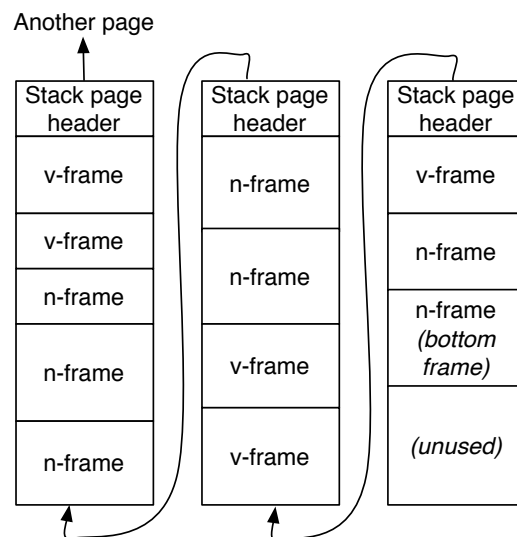 Another page
Stack page
header
v-frame
v-frame
n-frame
n-frame
n-frame
Stack page
header
n-frame
n-frame
v-frame
v-frame
Stack page
header
v-frame
n-frame
n-frame
(bottom
frame)
(unused)